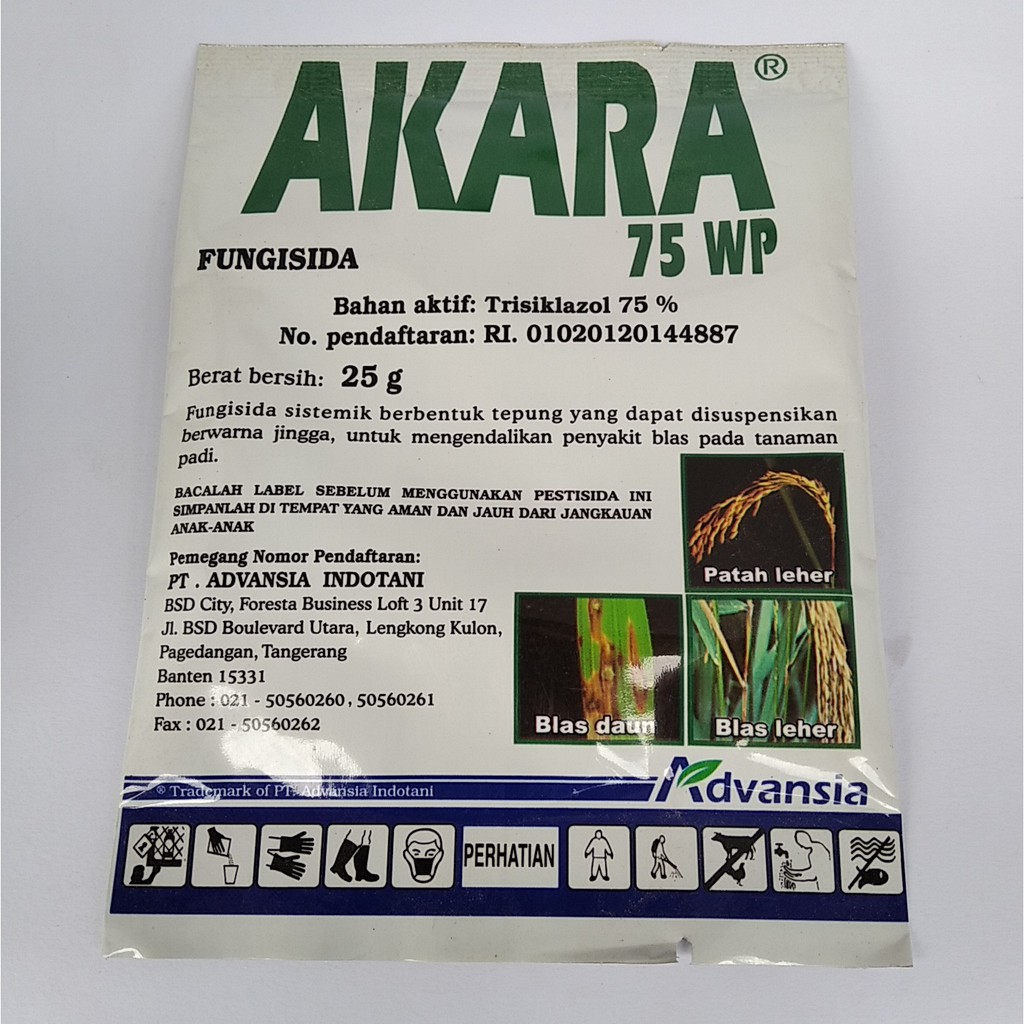 AKARA®
75 WP
FUNGISIDA
Bahan aktif: Trisiklazol 75 %
No. pendaftaran: RI. 01020120144887
Berat bersih: 25 g
Fungisida sistemik berbentuk tepung yang dapat disuspensikan
berwarna jingga, untuk mengendalikan penyakit blas pada tanaman
padi.
BACALAH LABEL SEBELUM MENGGUNAKAN PESTISIDA INI
SIMPANLAH DI TEMPAT YANG AMAN DAN JAUH DARI JANGKAUAN
ANAK-ANAK
Pemegang Nomor Pendaftaran:
PT . ADVANSIA INDOTANI
BSD City, Foresta Business Loft 3 Unit 17
Jl. BSD Boulevard Utara, Lengkong Kulon,
Pagedangan, Tangerang
Banten 15331
Phone : 021 - 50560260 , 50560261
Fax : 021 - 50560262
Patah leher
Blas daun
Blas leher
® Trademark of PT. Advansia Indotani
Advansia
PERHATIAN